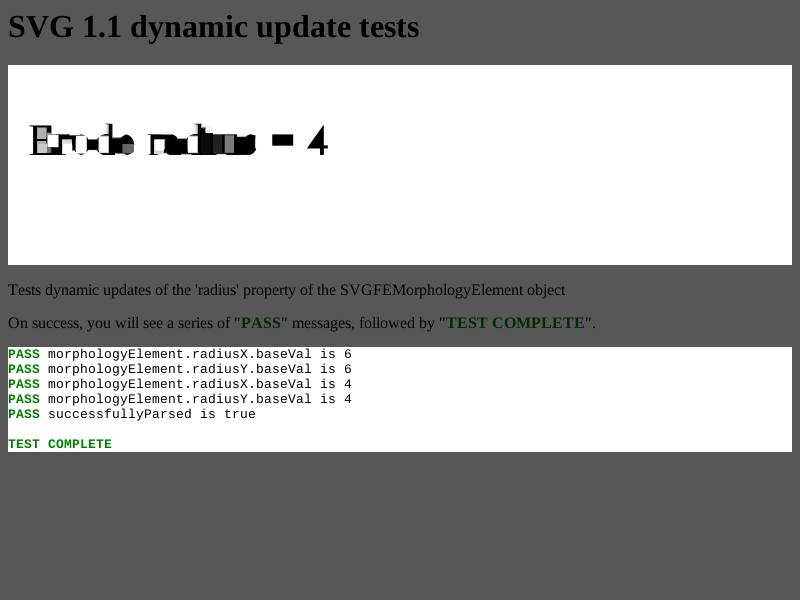 SVG 1.1 dynamic update tests
Erode radius = 4
Tests dynamic updates of the 'radius' property of the SVGFEMorphologyElement object
On success, you will see a series of "PASS" messages, followed by "TEST COMPLETE".
PASS morphologyElement.radiusX.baseVal is 6
PASS morphologyElement.radiusY.baseVal is 6
PASS morphologyElement.radiusX.baseVal is 4
PASS morphologyElement.radiusY.baseVal is 4
PASS successfullyParsed is true
TEST COMPLETE